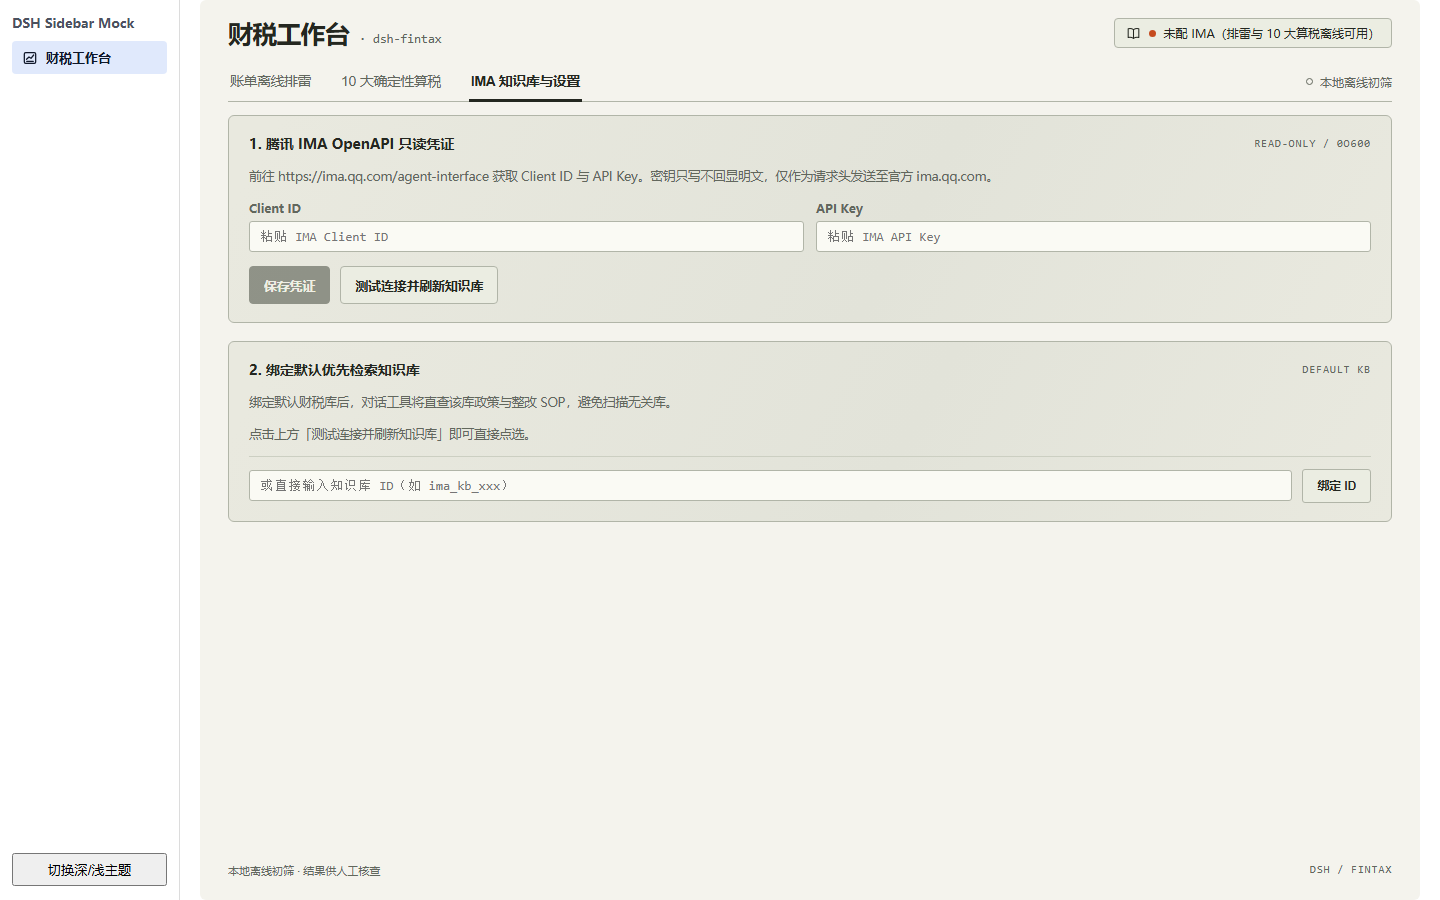 DSH Sidebar Mock
财税工作台
切换深/浅主题
财税工作台 · dsh-fintax
未配 IMA（排雷与 10 大算税离线可用）
账单离线排雷
10 大确定性算税
IMA 知识库与设置
本地离线初筛
1. 腾讯 IMA OpenAPI 只读凭证
READ-ONLY / 0O600
前往 https://ima.qq.com/agent-interface 获取 Client ID 与 API Key。密钥只写不回显明文，仅作为请求头发送至官方 ima.qq.com。
Client ID
API Key
粘贴 IMA Client ID
粘贴 IMA API Key
保存凭证
测试连接并刷新知识库
2. 绑定默认优先检索知识库
DEFAULT KB
绑定默认财税库后，对话工具将直查该库政策与整改 SOP，避免扫描无关库。
点击上方「测试连接并刷新知识库」即可直接点选。
或直接输入知识库 ID（如 ima_kb_xxx）
绑定 ID
本地离线初筛 · 结果供人工核查
DSH / FINTAX